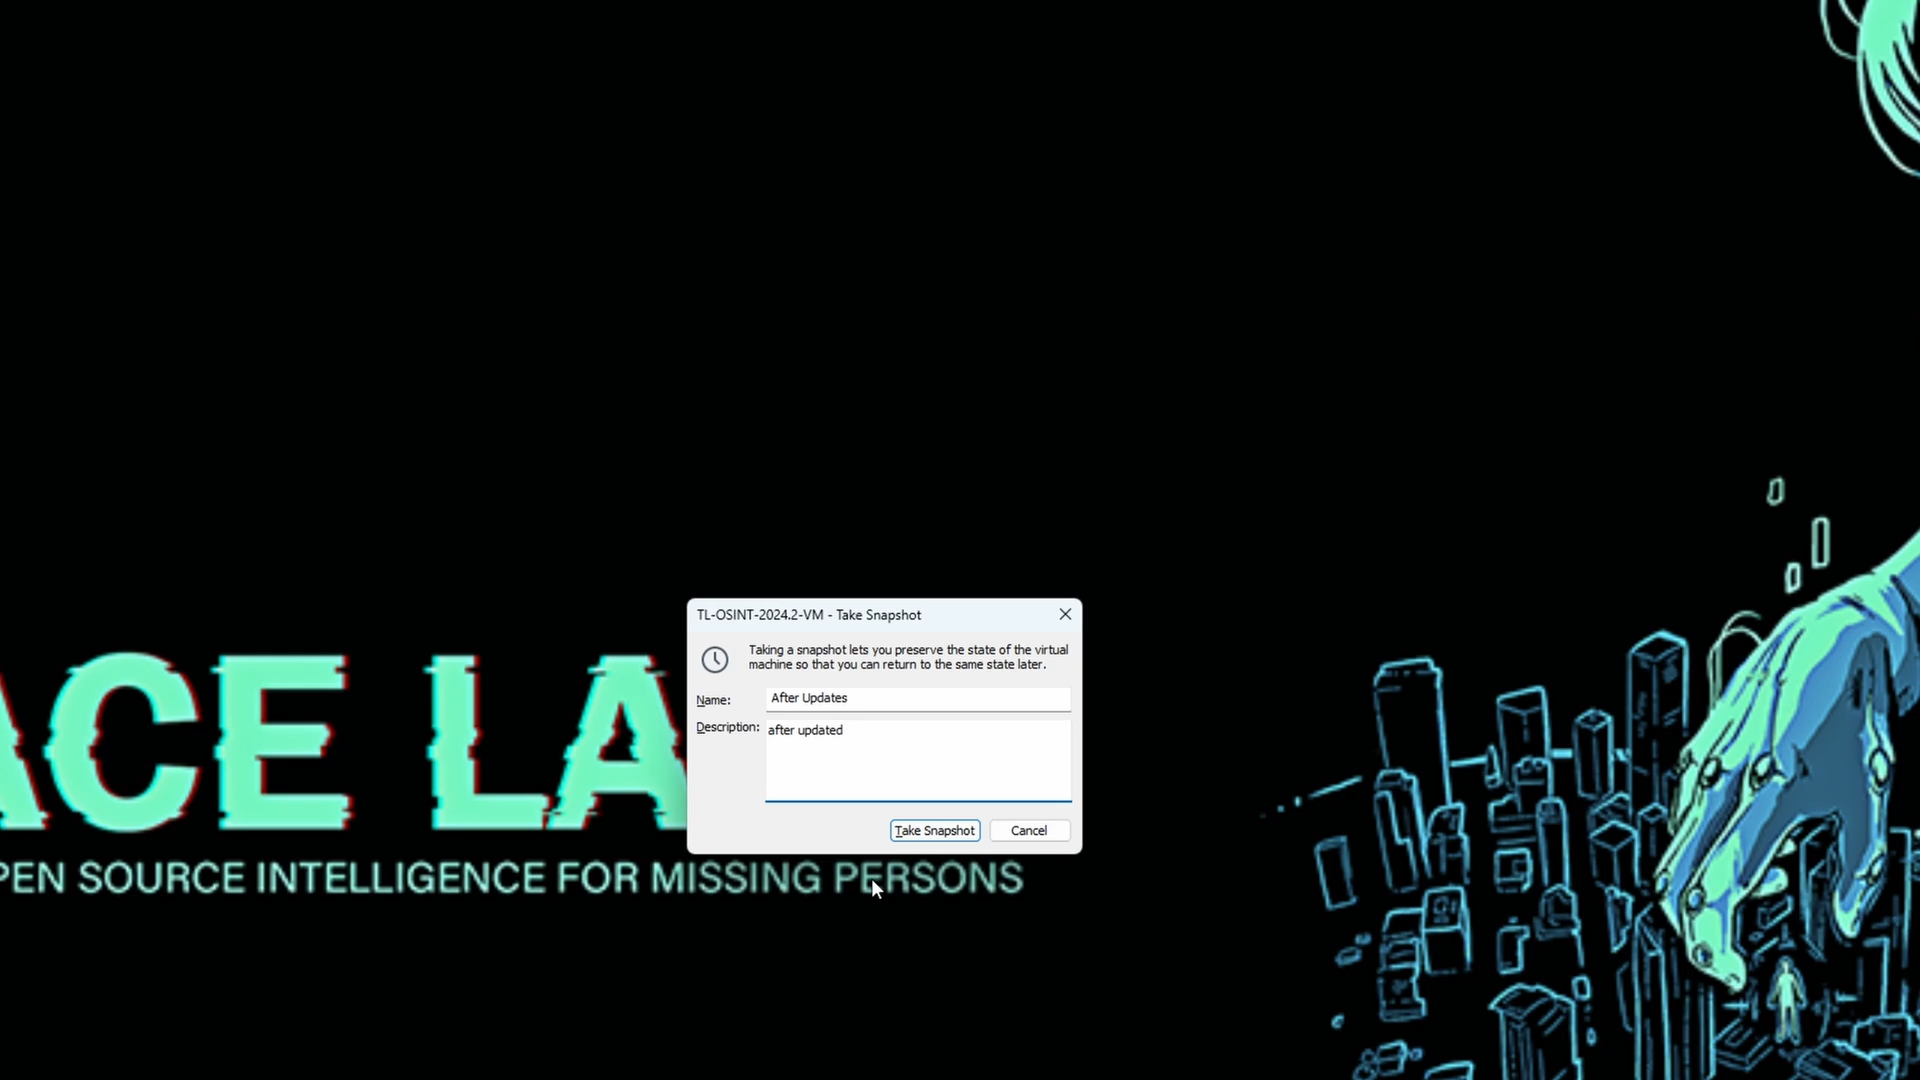 TL-OSINT-2024.2-VM - Take Snapshot
Taking a snapshot lets you preserve the state of the virtual
machine so that you can return to the same state later.
Name: After Updates
Description: after updated
Take Snapshot Cancel
ACE LA
PEN SOURCE INTELLIGENCE FOR MISSING PERSONS